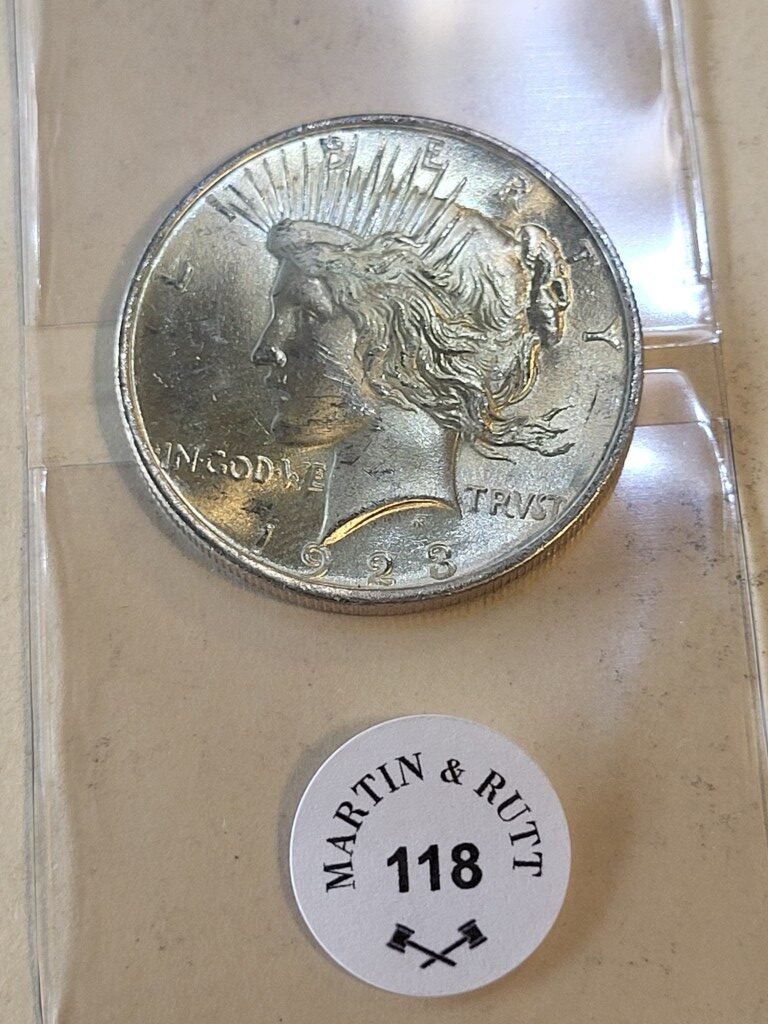 LIBERTY
IN·GOD·WE
TRVST
1923
MARTIN & RUTT
118